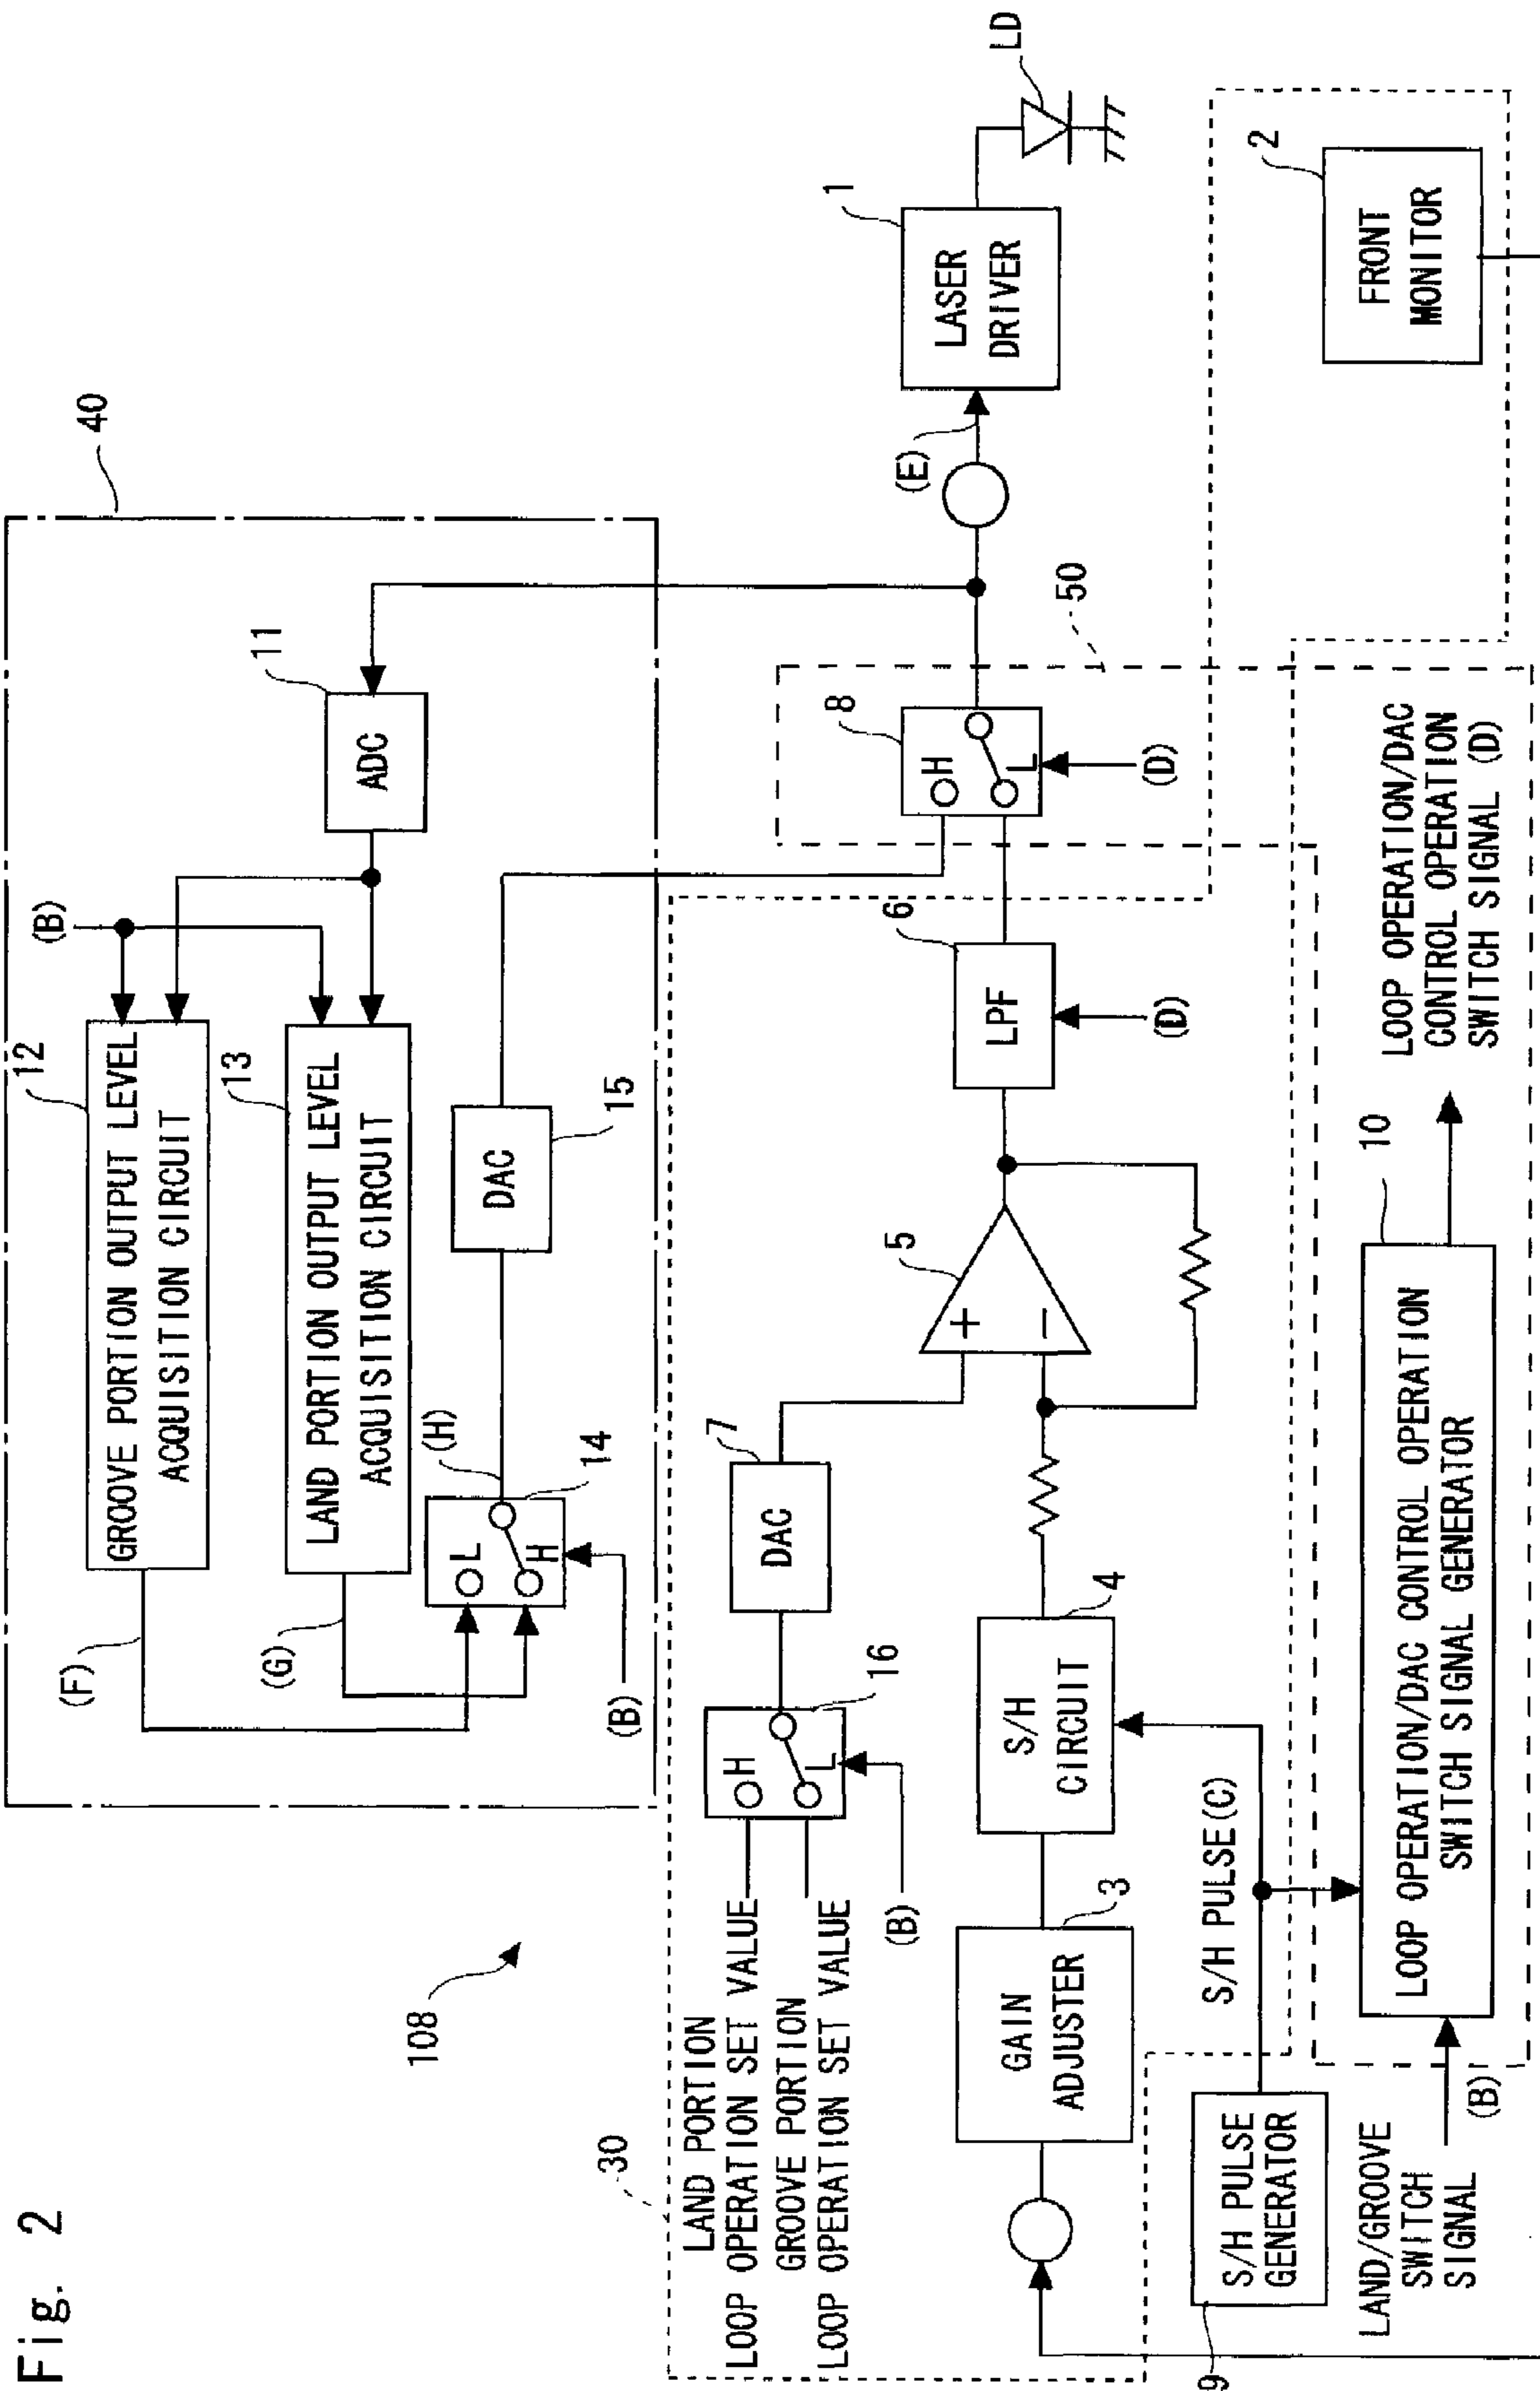 Fig. 2
108
40
(B)
12
GROOVE PORTION OUTPUT LEVEL
ACQUISITION CIRCUIT
11
ADC
13
LAND PORTION OUTPUT LEVEL
ACQUISITION CIRCUIT
(F)
(G)
L
H
14
(B)
(H)
DAC
15
30
LAND PORTION
LOOP OPERATION SET VALUE
GROOVE PORTION
LOOP OPERATION SET VALUE
H
L
16
(B)
7
DAC
5
+
−
6
LPF
(D)
8
H
L
(D)
50
(E)
1
LASER
DRIVER
LD
GAIN
ADJUSTER
3
S/H
CIRCUIT
4
2
FRONT
MONITOR
S/H PULSE
GENERATOR
9
S/H PULSE(C)
LAND/GROOVE
SWITCH
SIGNAL
(B)
10
LOOP OPERATION/DAC CONTROL OPERATION
SWITCH SIGNAL GENERATOR
LOOP OPERATION/DAC
CONTROL OPERATION
SWITCH SIGNAL (D)